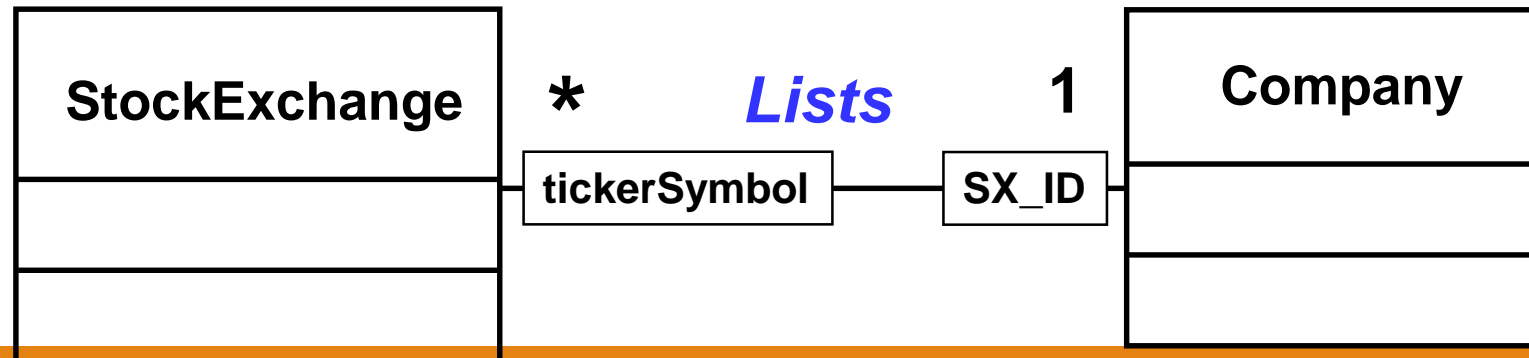 StockExchange
*
Lists
1
Company
tickerSymbol
SX_ID